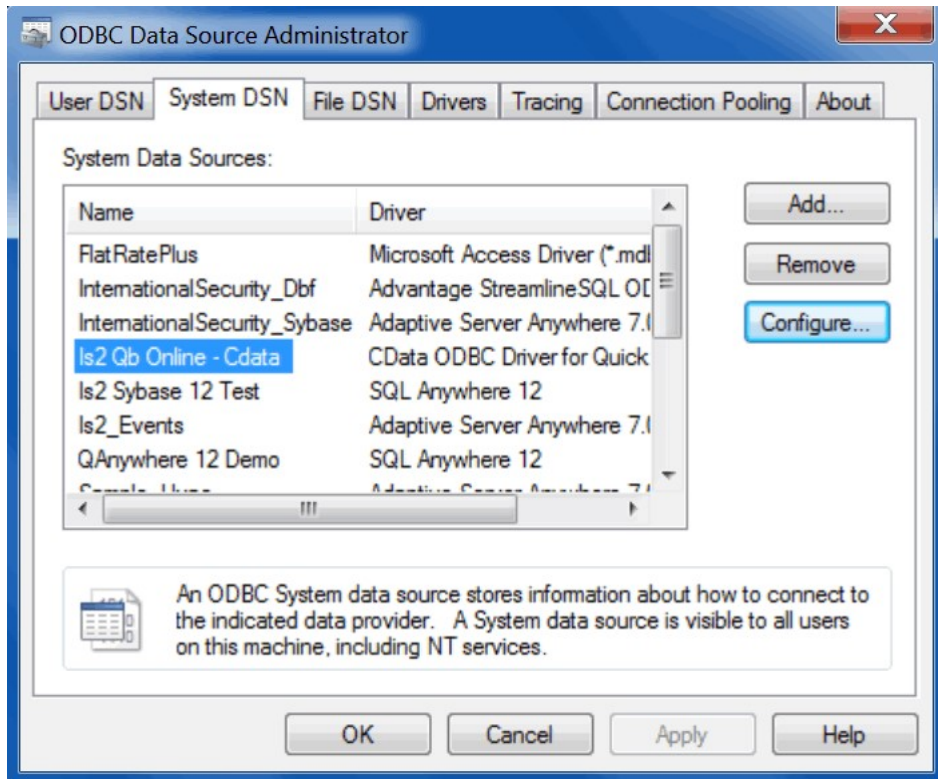 ODBC Data Source Administrator
User DSN System DSN File DSN Drivers Tracing Connection Pooling About
System Data Sources:
Name Driver
FlatRatePlus Microsoft Access Driver (*.mdl
InternationalSecurity_Dbf Advantage StreamlineSQL OD
InternationalSecurity_Sybase Adaptive Server Anywhere 7.0
Is2 Qb Online - Cdata CData ODBC Driver for Quick
Is2 Sybase 12 Test SQL Anywhere 12
Is2_Events Adaptive Server Anywhere 7.0
QAnywhere 12 Demo SQL Anywhere 12
Add...
Remove
Configure...
An ODBC System data source stores information about how to connect to
the indicated data provider. A System data source is visible to all users
on this machine, including NT services.
OK Cancel Apply Help